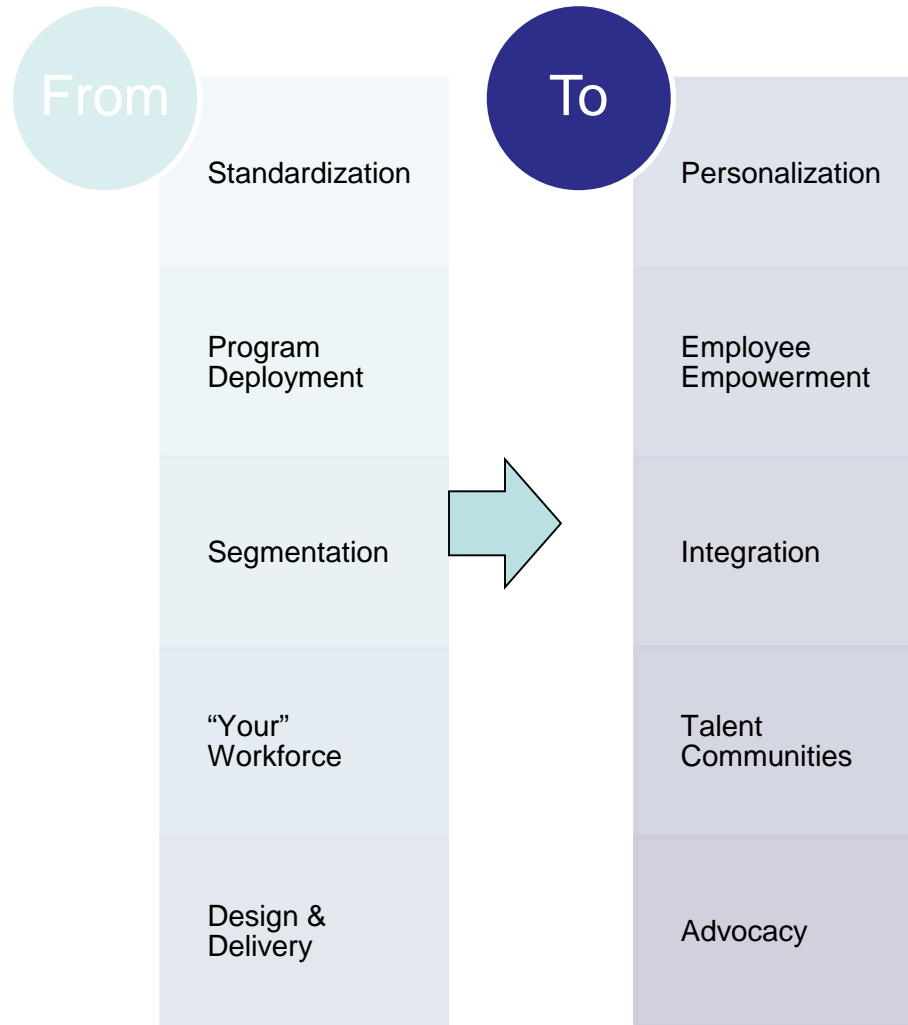 From
Standardization
Program
Deployment
Segmentation
“Your”
Workforce
Design &
Delivery
To
Personalization
Employee
Empowerment
Integration
Talent
Communities
Advocacy